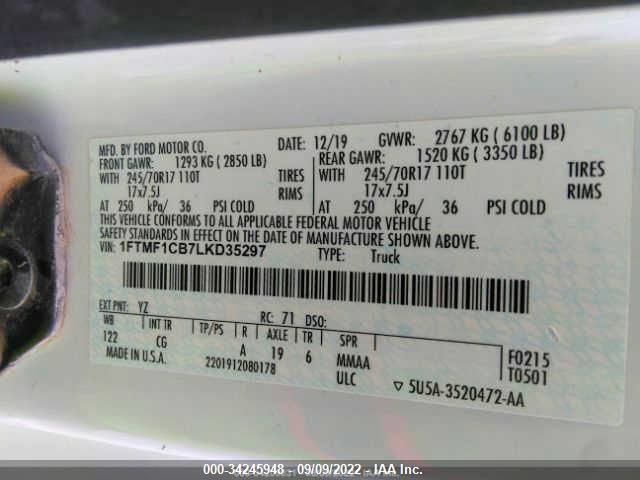 MFD. BY FORD MOTOR CO. DATE: 12/19 GVWR: 2767 KG ( 6100 LB)
FRONT GAWR: 1293 KG ( 2850 LB) REAR GAWR: 1520 KG ( 3350 LB)
WITH 245/70R17 110T TIRES WITH 245/70R17 110T TIRES
17x7.5J RIMS 17x7.5J RIMS
AT 250 kPa/ 36 PSI COLD AT 250 kPa/ 36 PSI COLD
THIS VEHICLE CONFORMS TO ALL APPLICABLE FEDERAL MOTOR VEHICLE
SAFETY STANDARDS IN EFFECT ON THE DATE OF MANUFACTURE SHOWN ABOVE.
VIN: 1FTMF1CB7LKD35297 TYPE: Truck
EXT PNT: YZ RC: 71 DSO:
WB INT TR TP/PS R AXLE TR SPR F0215
122 CG A 19 6 MMAA T0501
MADE IN U.S.A. 2201912080178 ULC ▽ 5U5A-3520472-AA
000-34245948 - 09/09/2022 - IAA Inc.